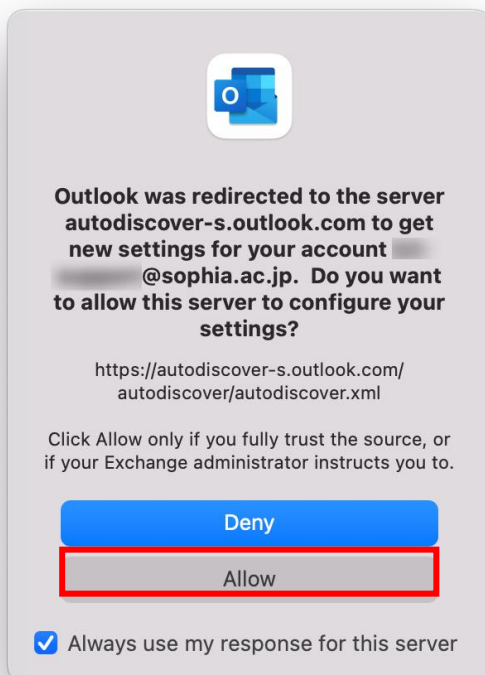 Outlook was redirected to the server
autodiscover-s.outlook.com to get
new settings for your account
@sophia.ac.jp. Do you want
to allow this server to configure your
settings?
https://autodiscover-s.outlook.com/
autodiscover/autodiscover.xml
Click Allow only if you fully trust the source, or
if your Exchange administrator instructs you to.
Deny
Allow
Always use my response for this server